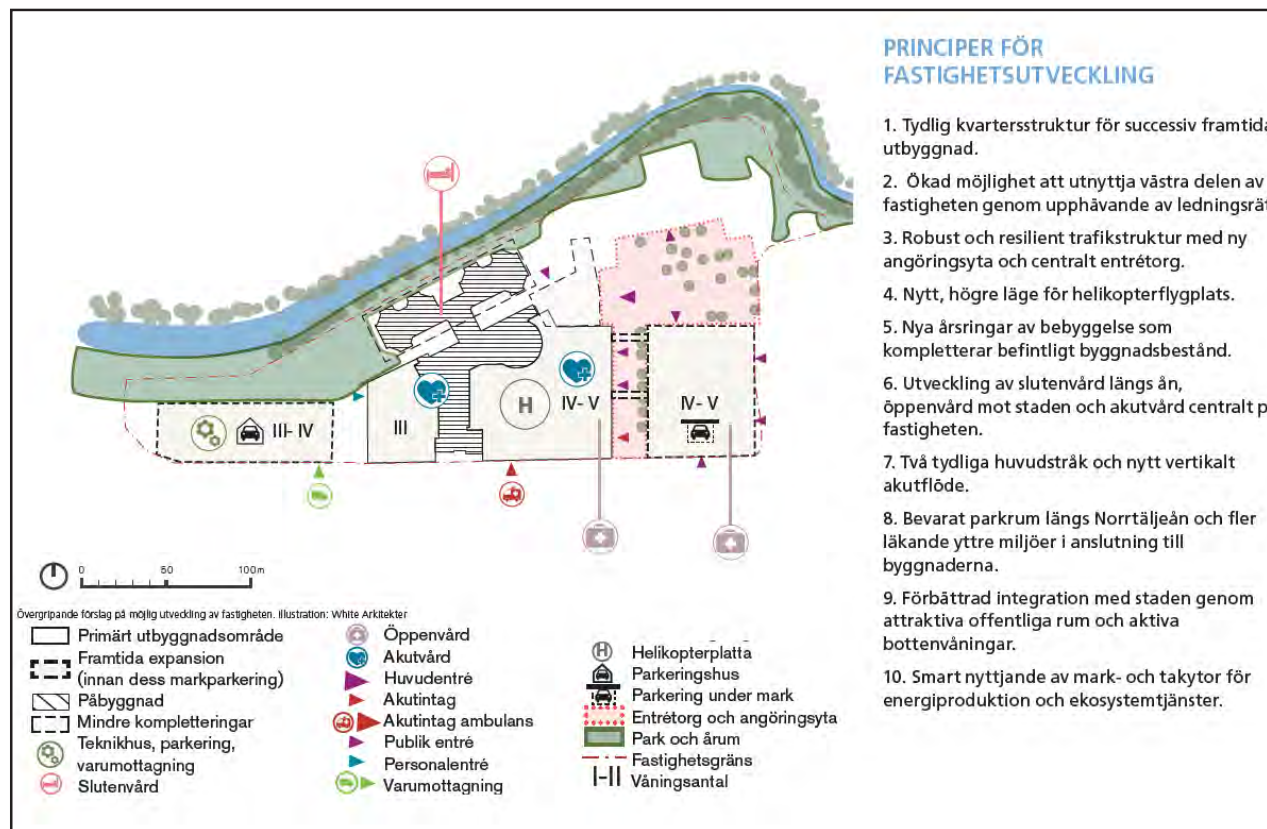 PRINCIPER FÖR
FASTIGHETSUTVECKLING
1. Tydlig kvartersstruktur för successiv framtida
utbyggnad.
2. Ökad möjlighet att utnyttja västra delen av
fastigheten genom upphävande av ledningsrät
3. Robust och resilient trafikstruktur med ny
angöringsyta och centralt entrétorg.
4. Nytt, högre läge för helikopterflygplats.
5. Nya årsringar av bebyggelse som
kompletterar befintligt byggnadsbestånd.
6. Utveckling av slutenvård längs ån,
öppenvård mot staden och akutvård centralt p
fastigheten.
7. Två tydliga huvudstråk och nytt vertikalt
akutflöde.
8. Bevarat parkrum längs Norrtäljeån och fler
läkande yttre miljöer i anslutning till
byggnaderna.
9. Förbättrad integration med staden genom
attraktiva offentliga rum och aktiva
bottenvåningar.
10. Smart nyttjande av mark- och takytor för
energiproduktion och ekosystemtjänster.
III- IV
III
H
IV- V
IV- V
0 50 100m
Övergripande förslag på möjlig utveckling av fastigheten. Illustration: White Arkitekter
Primärt utbyggnadsområde
Framtida expansion
(innan dess markparkering)
Påbyggnad
Mindre kompletteringar
Teknikhus, parkering,
varumottagning
Slutenvård
Öppenvård
Akutvård
Huvudentré
Akutintag
Akutintag ambulans
Publik entré
Personalentré
Varumottagning
H Helikopterplatta
Parkeringshus
Parkering under mark
Entrétorg och angöringsyta
Park och årum
Fastighetsgräns
I-II Våningsantal